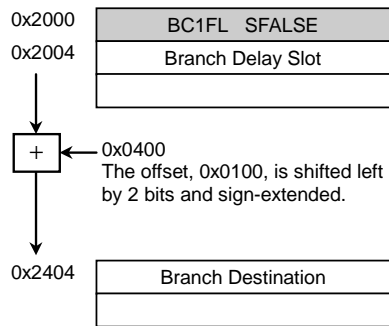 0x2000 BC1FL SFALSE
0x2004 Branch Delay Slot
+ 0x0400
The offset, 0x0100, is shifted left
by 2 bits and sign-extended.
0x2404 Branch Destination